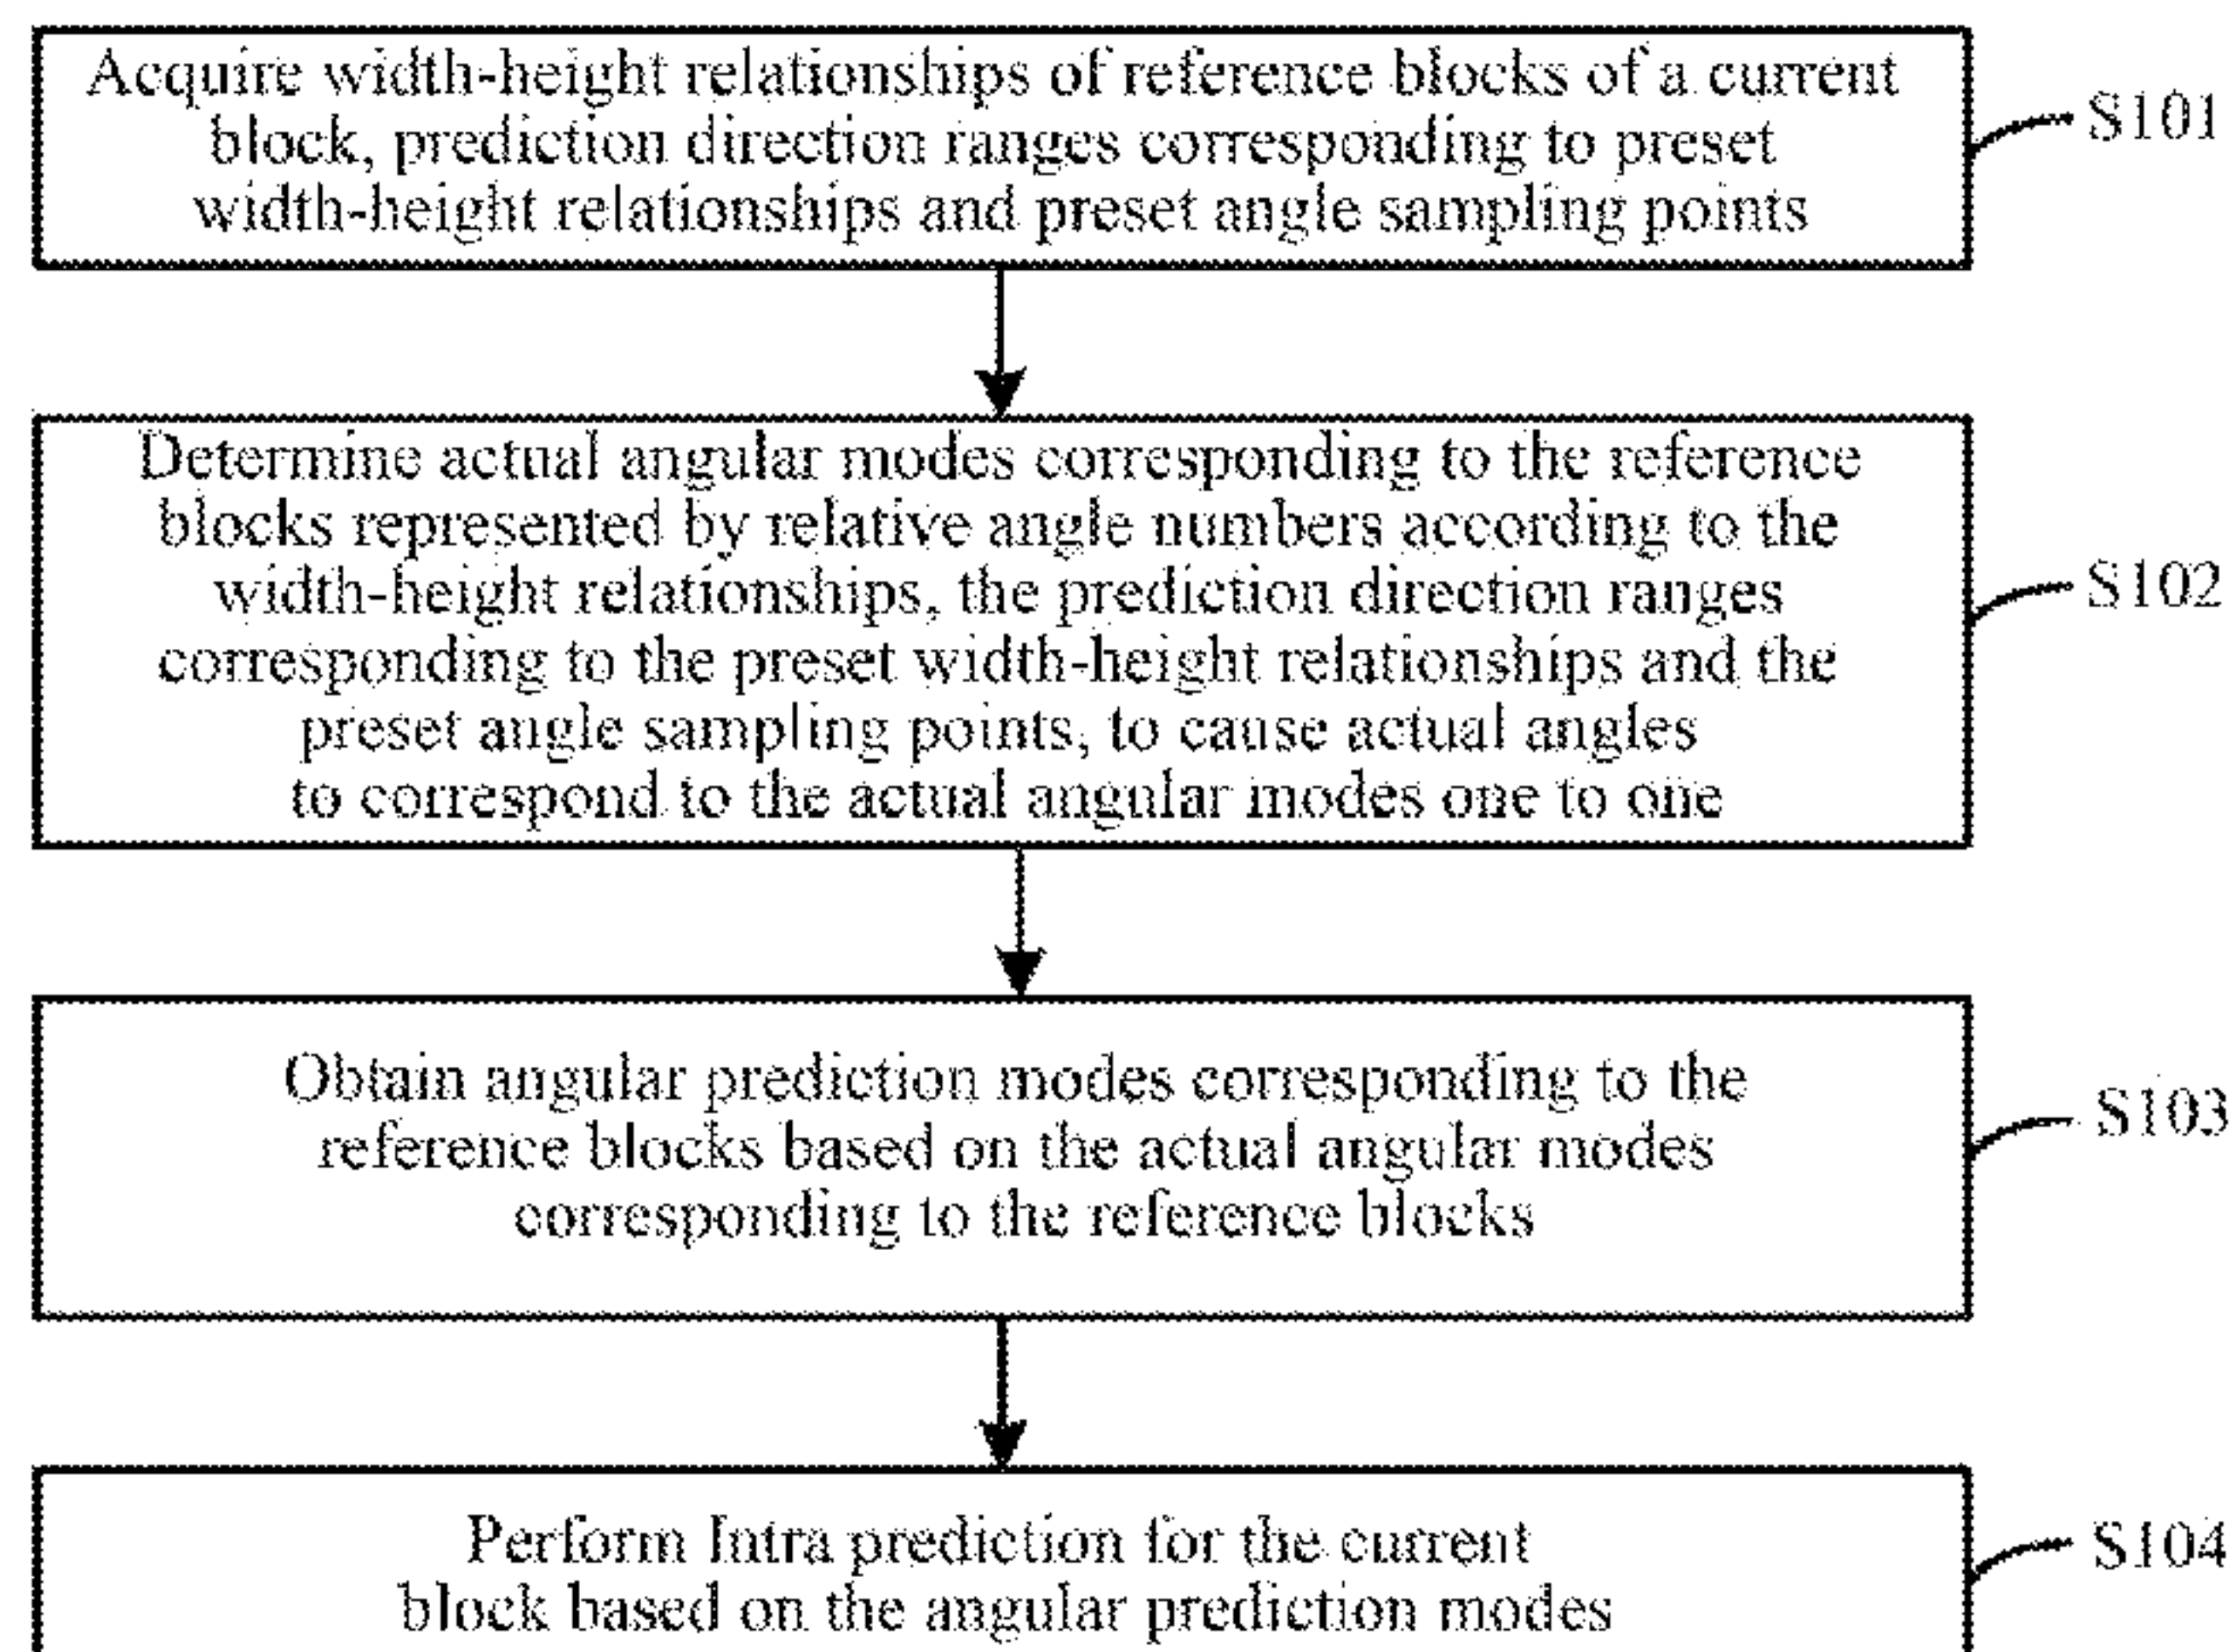 Acquire width-height relationships of reference blocks of a current
block, prediction direction ranges corresponding to preset
width-height relationships and preset angle sampling points
S101
Determine actual angular modes corresponding to the reference
blocks represented by relative angle numbers according to the
width-height relationships, the prediction direction ranges
corresponding to the preset width-height relationships and the
preset angle sampling points, to cause actual angles
to correspond to the actual angular modes one to one
S102
Obtain angular prediction modes corresponding to the
reference blocks based on the actual angular modes
corresponding to the reference blocks
S103
Perform Intra prediction for the current
block based on the angular prediction modes
S104